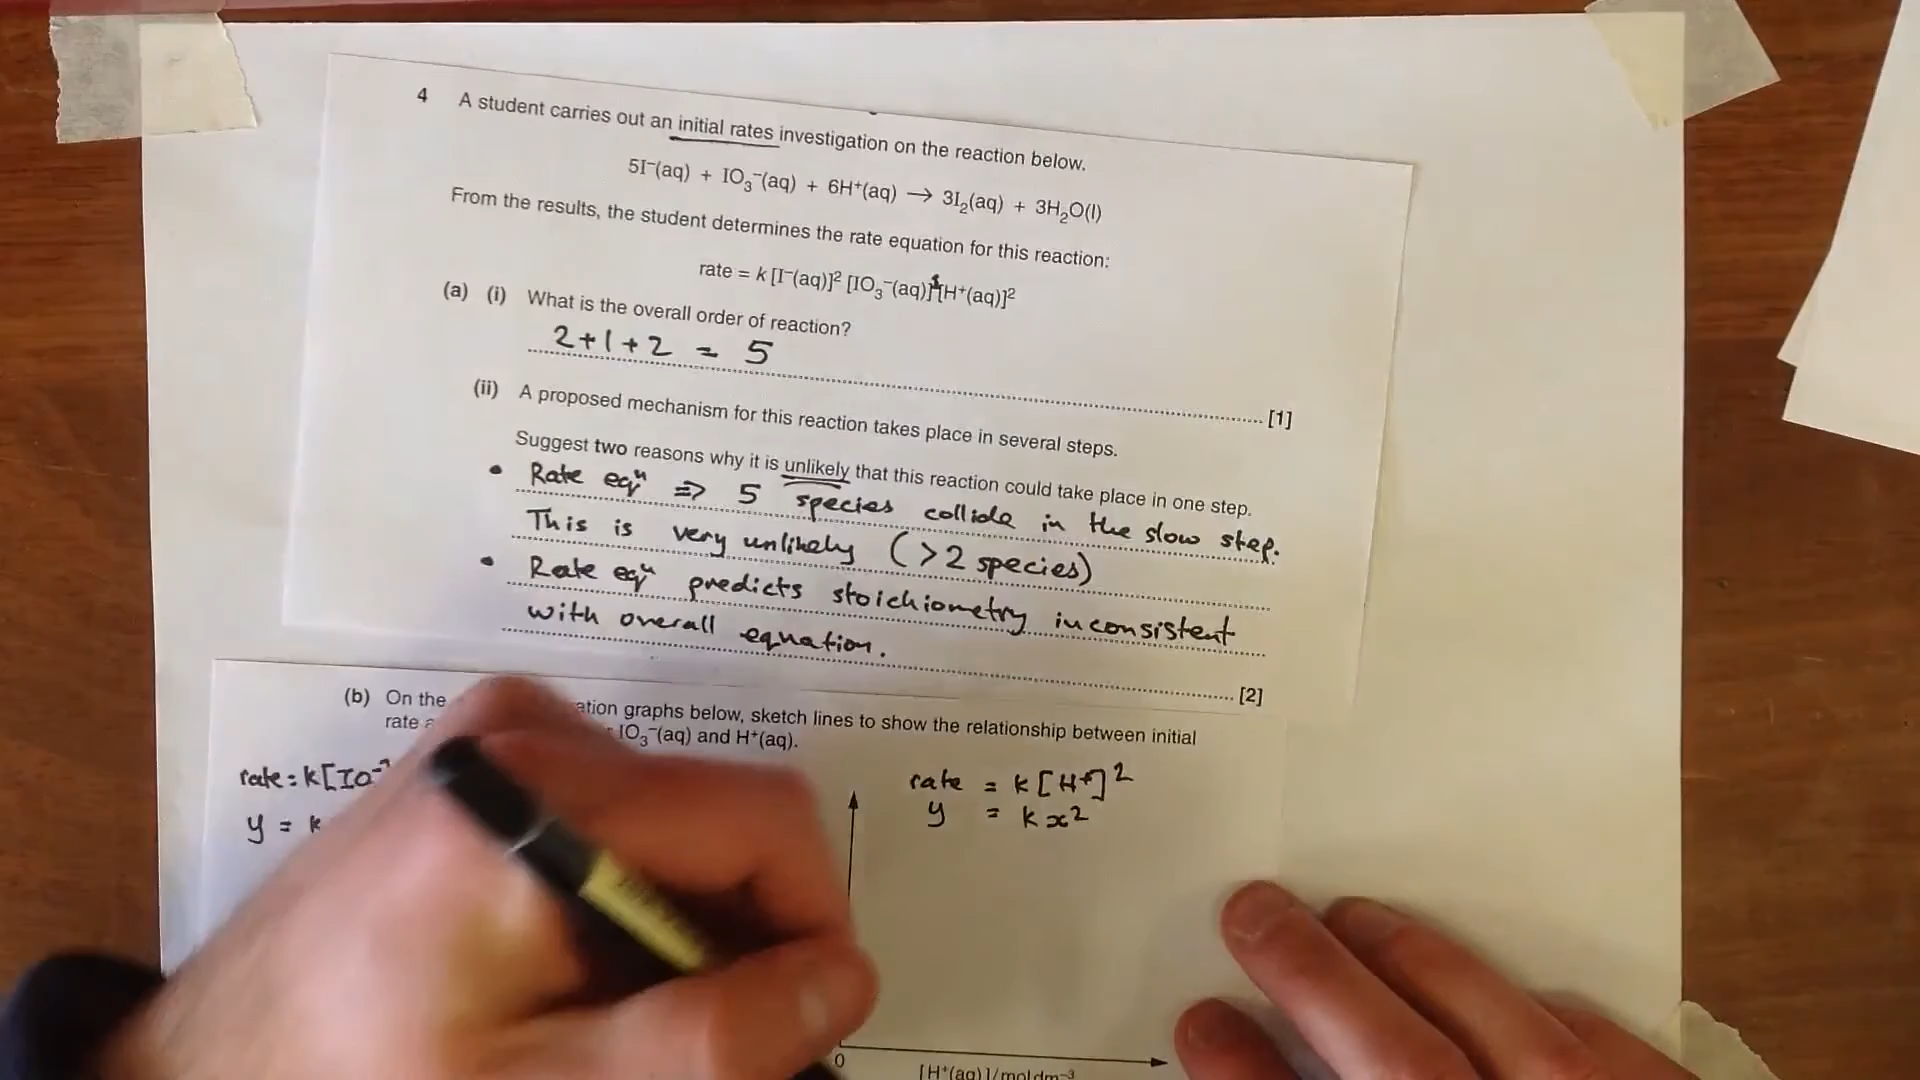 4 A student carries out an initial rates investigation on the reaction below.
5I⁻(aq) + IO₃⁻(aq) + 6H⁺(aq) → 3I₂(aq) + 3H₂O(l)
From the results, the student determines the rate equation for this reaction:
rate = k [I⁻(aq)]² [IO₃⁻(aq)]¹ [H⁺(aq)]²
(a) (i) What is the overall order of reaction?
2+1+2 = 5
[1]
(ii) A proposed mechanism for this reaction takes place in several steps.
Suggest two reasons why it is unlikely that this reaction could take place in one step.
• Rate eqⁿ ⇒ 5 species collide in the slow step.
This is very unlikely (>2 species)
• Rate eqⁿ predicts stoichiometry inconsistent
with overall equation.
[2]
(b) On the ation graphs below, sketch lines to show the relationship between initial
rate IO₃⁻(aq) and H⁺(aq).
rate = k[IO⁻ rate = k[H⁺]²
y = k y = kx²
0
[H⁺(aq)]/mol dm⁻³